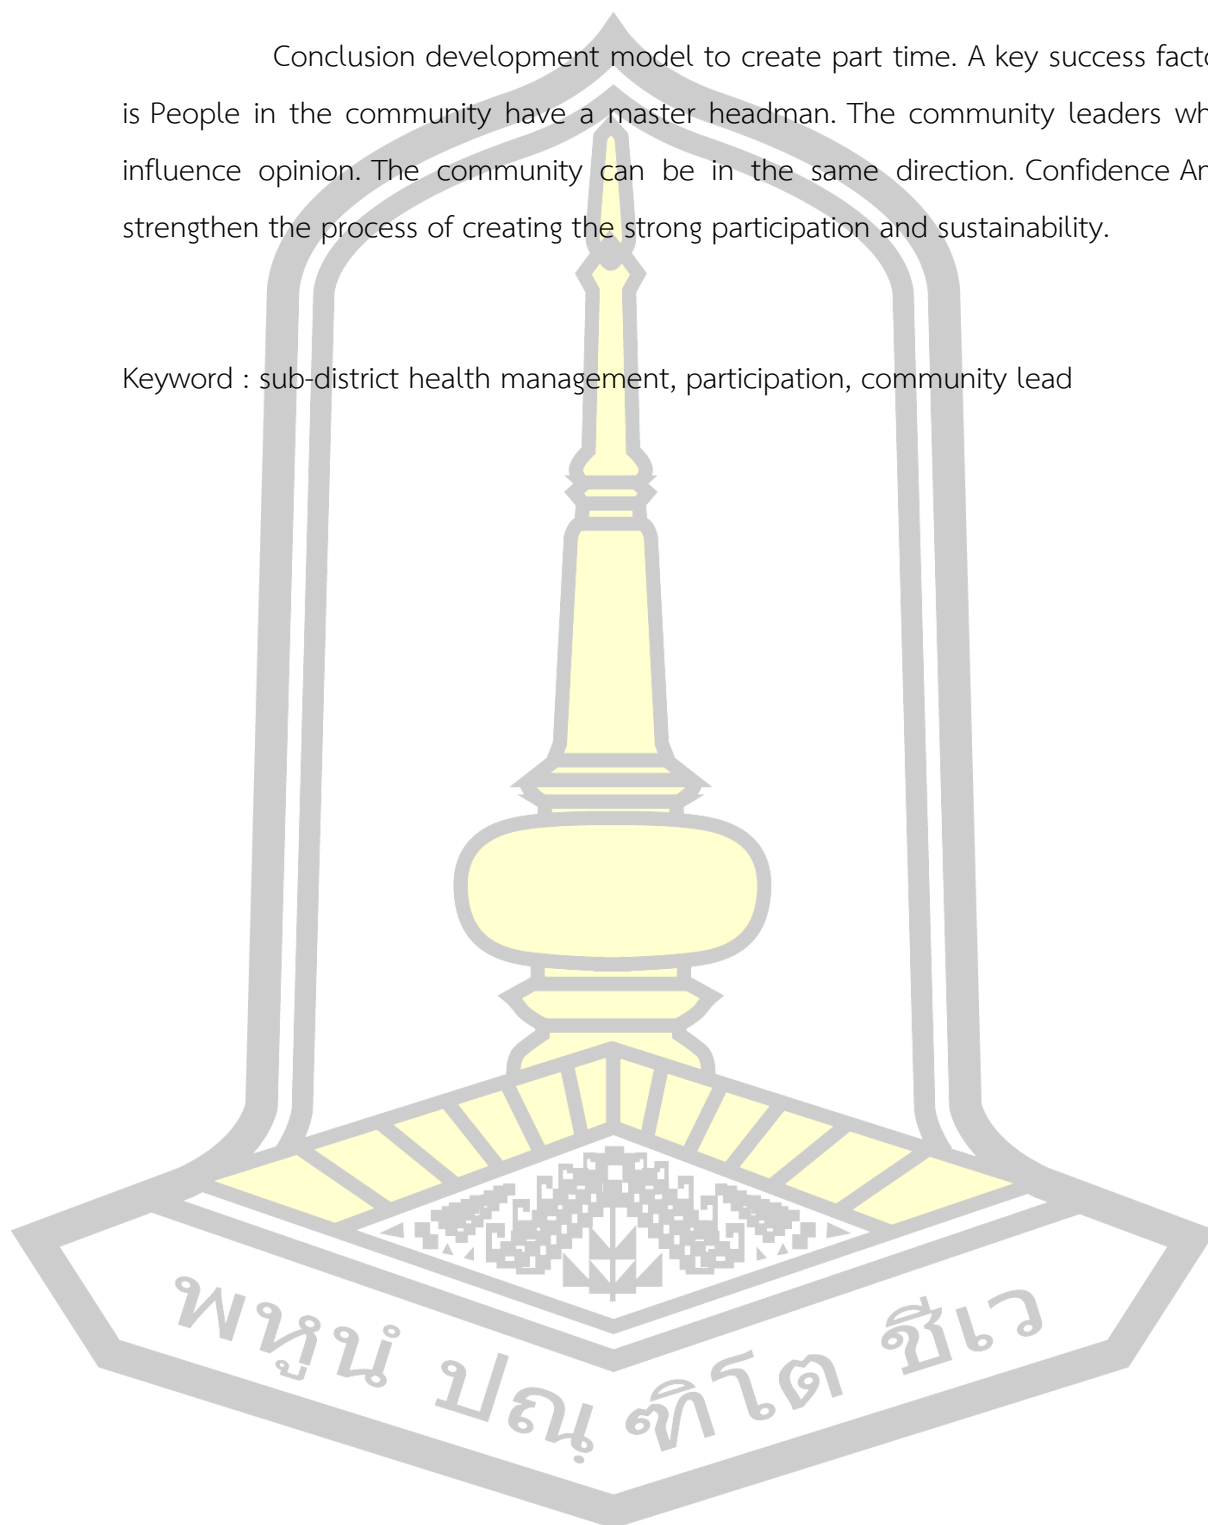 Conclusion development model to create part time. A key success facto
is People in the community have a master headman. The community leaders wh
influence opinion. The community can be in the same direction. Confidence An
strengthen the process of creating the strong participation and sustainability.
Keyword : sub-district health management, participation, community lead
พหูนํ ปณฺฑิโต ชีเว